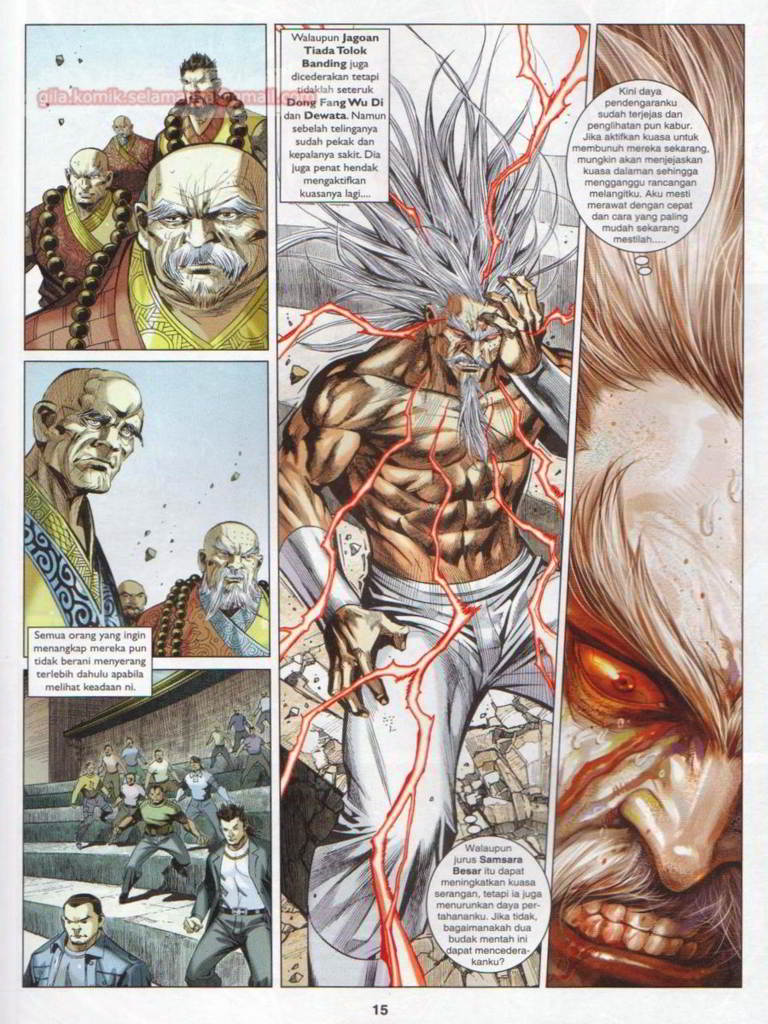 gila.komik.selamanya@gmail.com
Walaupun Jagoan
Tiada Tolok
Banding juga
dicederakan tetapi
tidaklah seteruk
Dong Fang Wu Di
dan Dewata. Namun
sebelah telinganya
sudah pekak dan
kepalanya sakit. Dia
juga penat hendak
mengaktifkan
kuasanya lagi....
Kini daya
pendengaranku
sudah terjejas dan
penglihatan pun kabur.
Jika aktifkan kuasa untuk
membunuh mereka sekarang,
mungkin akan menjejaskan
kuasa dalaman sehingga
mengganggu rancangan
melangitku. Aku mesti
merawat dengan cepat
dan cara yang paling
mudah sekarang
mestilah.....
Semua orang yang ingin
menangkap mereka pun
tidak berani menyerang
terlebih dahulu apabila
melihat keadaan ni.
Walaupun
jurus Samsara
Besar itu dapat
meningkatkan kuasa
serangan, tetapi ia juga
menurunkan daya per-
tahananku. Jika tidak,
bagaimanakah dua
budak mentah ini
dapat mencedera-
kanku?
15